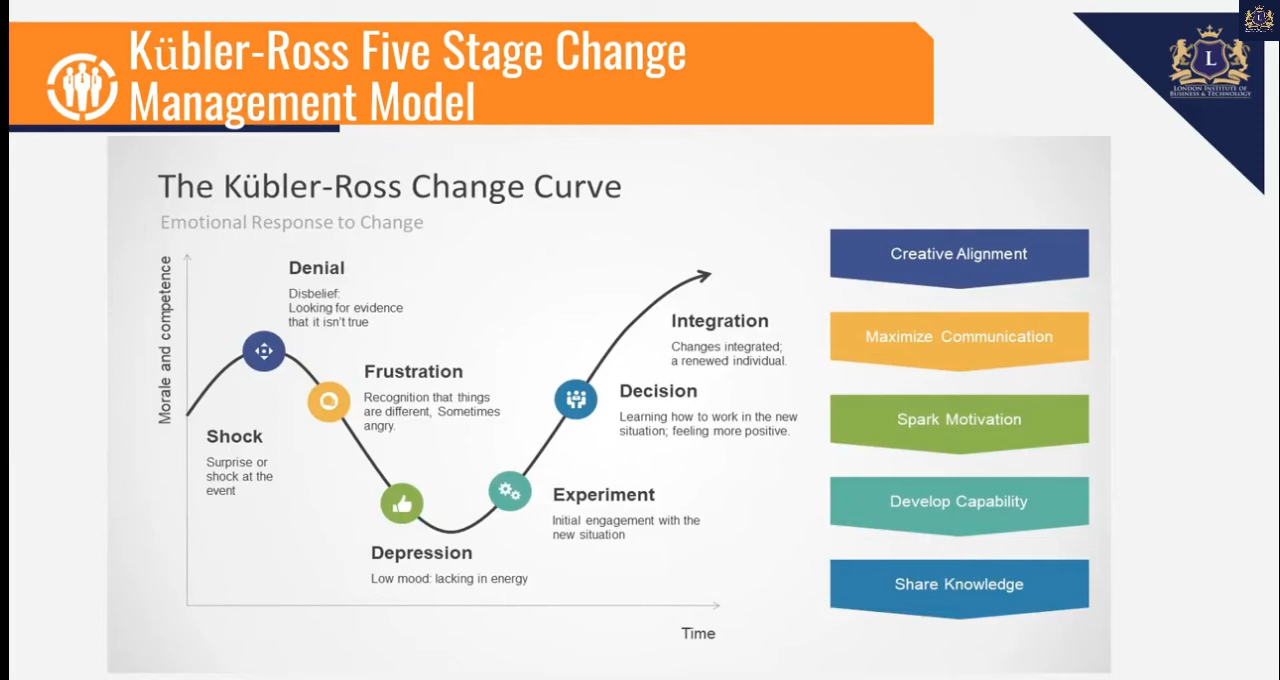 Kübler-Ross Five Stage Change
Management Model
L
LONDON INSTITUTE OF
BUSINESS & TECHNOLOGY
The Kübler-Ross Change Curve
Emotional Response to Change
Morale and competence
Denial
Disbelief:
Looking for evidence
that it isn't true
Frustration
Recognition that things
are different, Sometimes
angry.
Shock
Surprise or
shock at the
event
Depression
Low mood: lacking in energy
Experiment
Initial engagement with the
new situation
Decision
Learning how to work in the new
situation; feeling more positive.
Integration
Changes integrated;
a renewed individual.
Time
Creative Alignment
Maximize Communication
Spark Motivation
Develop Capability
Share Knowledge